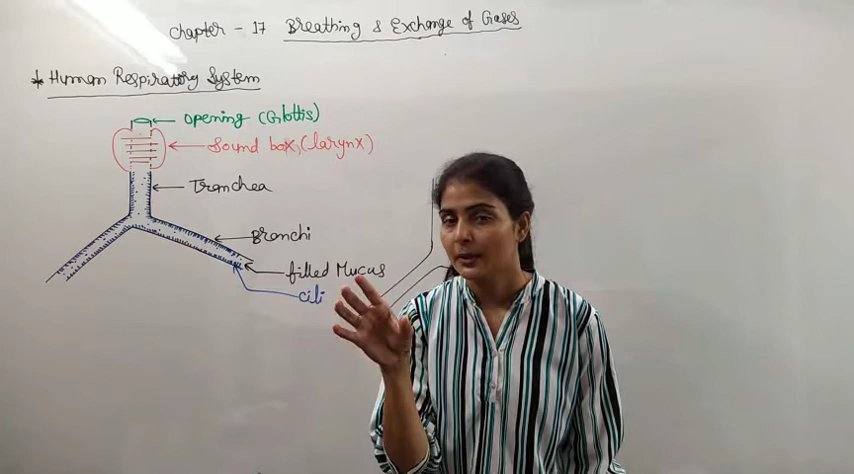 Chapter - 17 Breathing & Exchange of Gases
* Human Respiratory System
opening (Glottis)
Sound box, (larynx)
Trachea
Bronchi
filled Mucus
cili